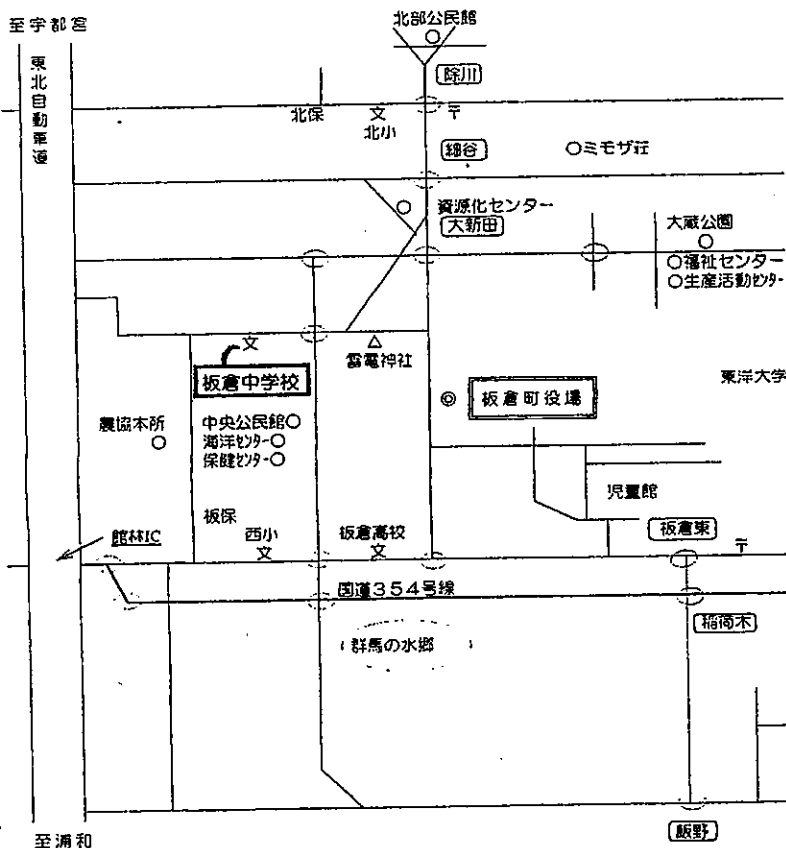 至宇都宮
北部公民館
東北自動車道
除川
北保
文
北小
〒
細谷
○ミモザ荘
資源化センター
大新田
大蔵公園
○福祉センター
○生産活動センター
文
雷電神社
板倉中学校
東洋大学
◎
板倉町役場
農協本所
中央公民館○
海洋センター○
保健センター○
児童館
板保
西小
文
板倉高校
文
板倉東
〒
館林IC
国道354号線
稲荷木
群馬の水郷
飯野
至浦和